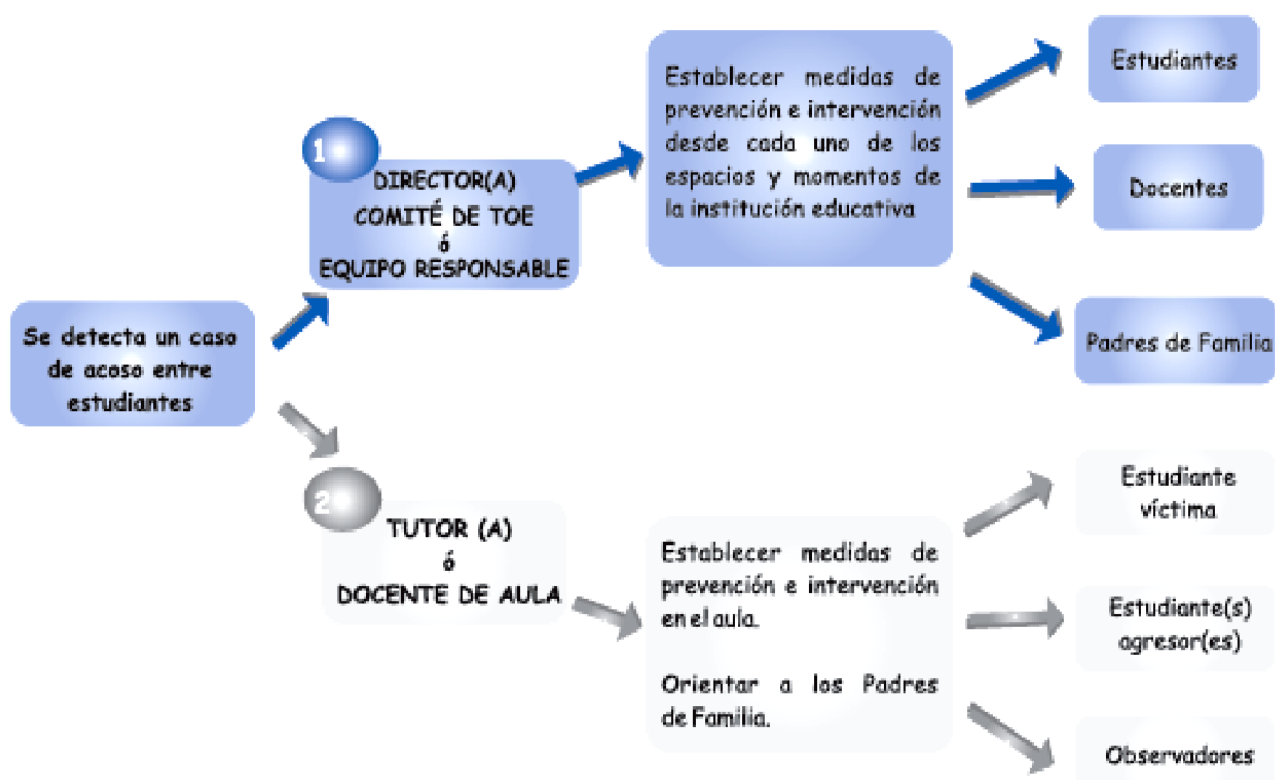 Se detecta un caso
de acoso entre
estudiantes
1
DIRECTOR(A)
COMITÉ DE TOE
ó
EQUIPO RESPONSABLE
Establecer medidas de
prevención e intervención
desde cada uno de los
espacios y momentos de
la institución educativa
Estudiantes
Docentes
Padres de Familia
2
TUTOR (A)
ó
DOCENTE DE AULA
Establecer medidas de
prevención e intervención
en el aula.
Orientar a los Padres
de Familia.
Estudiante
víctima
Estudiante(s)
agresor(es)
Observadores